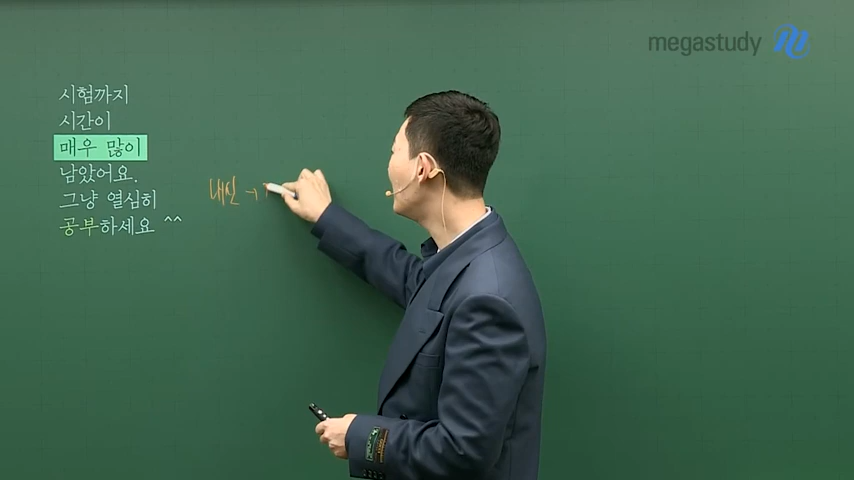 megastudy
시험까지
시간이
매우 많이
남았어요.
그냥 열심히
공부하세요 ^^
내신 →